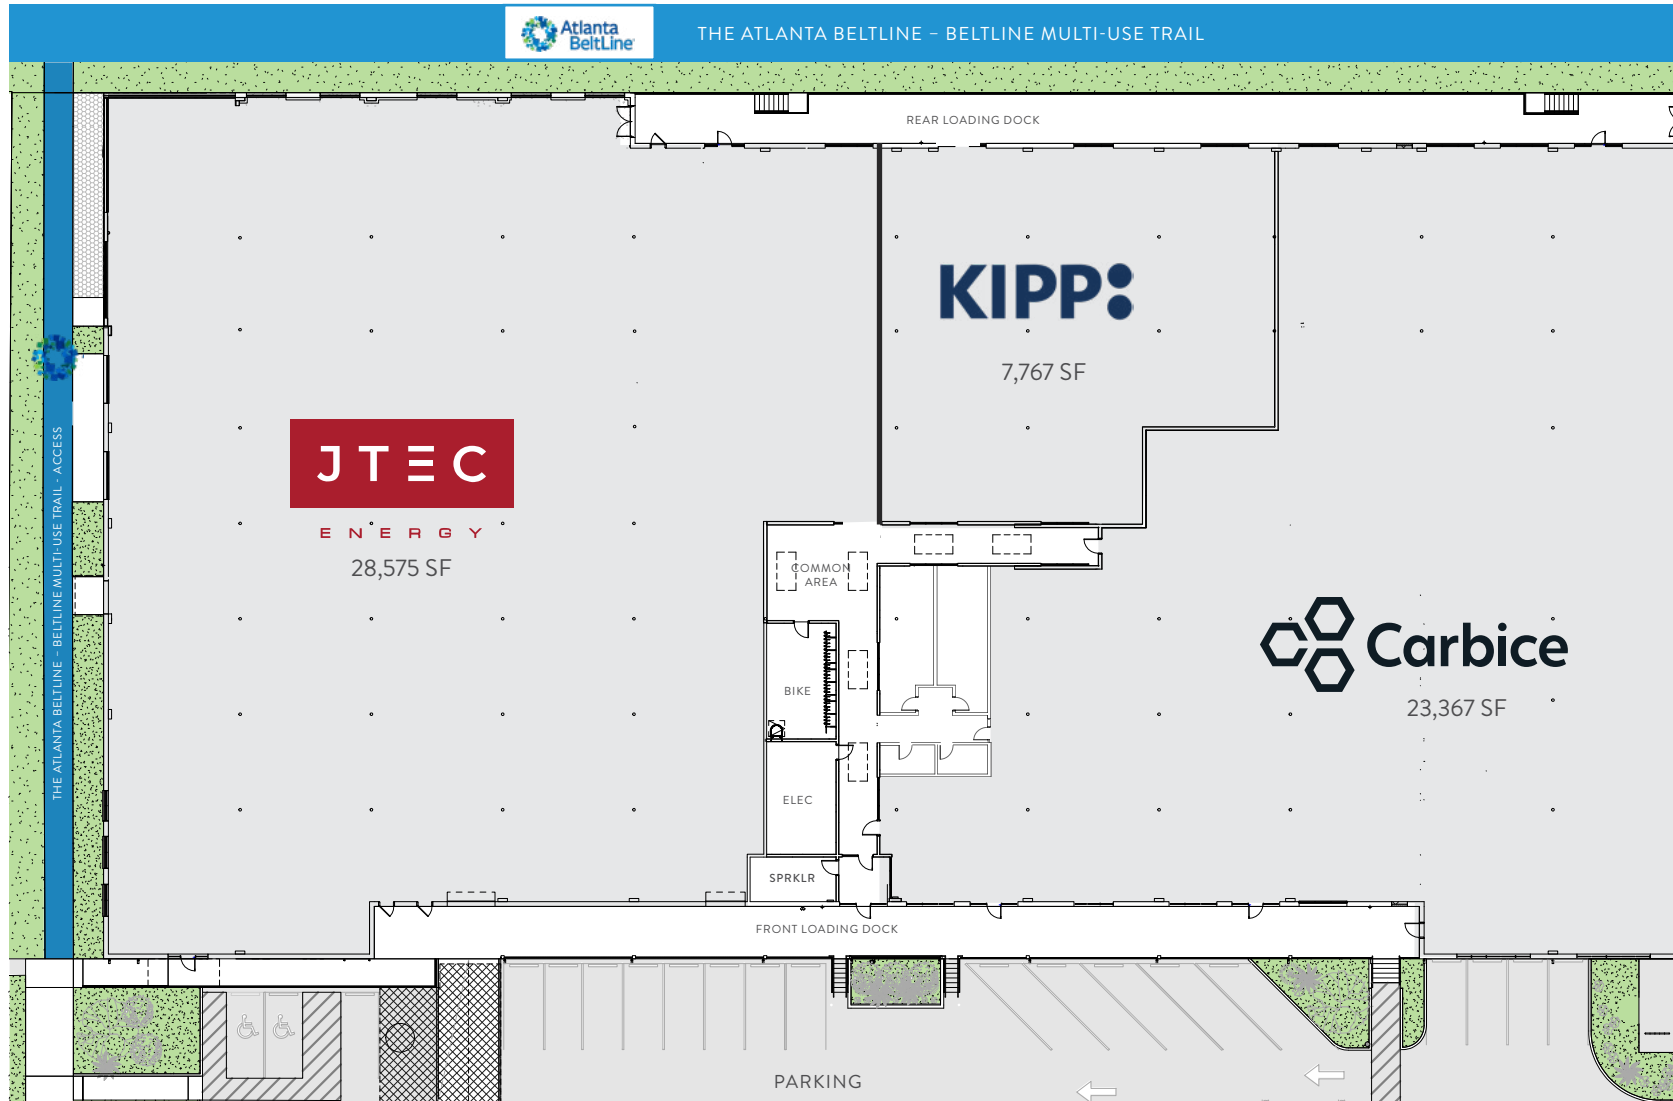 Atlanta
BeltLine
THE ATLANTA BELTLINE – BELTLINE MULTI-USE TRAIL
REAR LOADING DOCK
KIPP:
7,767 SF
THE ATLANTA BELTLINE – BELTLINE MULTI-USE TRAIL - ACCESS
JTEC
ENERGY
28,575 SF
COMMON
AREA
Carbice
23,367 SF
BIKE
ELEC
SPRKLR
FRONT LOADING DOCK
PARKING